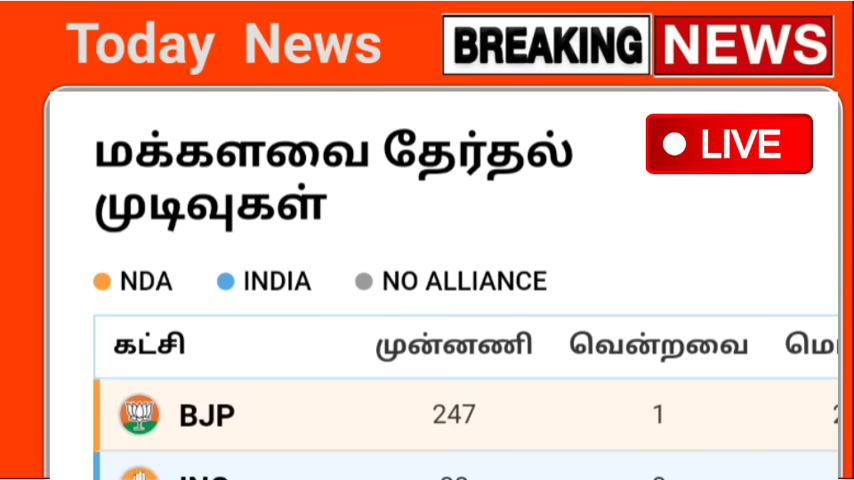 Today News
BREAKING NEWS
மக்களவை தேர்தல்
முடிவுகள்
LIVE
NDA INDIA NO ALLIANCE
கட்சி முன்னணி வென்றவை
BJP 247 1